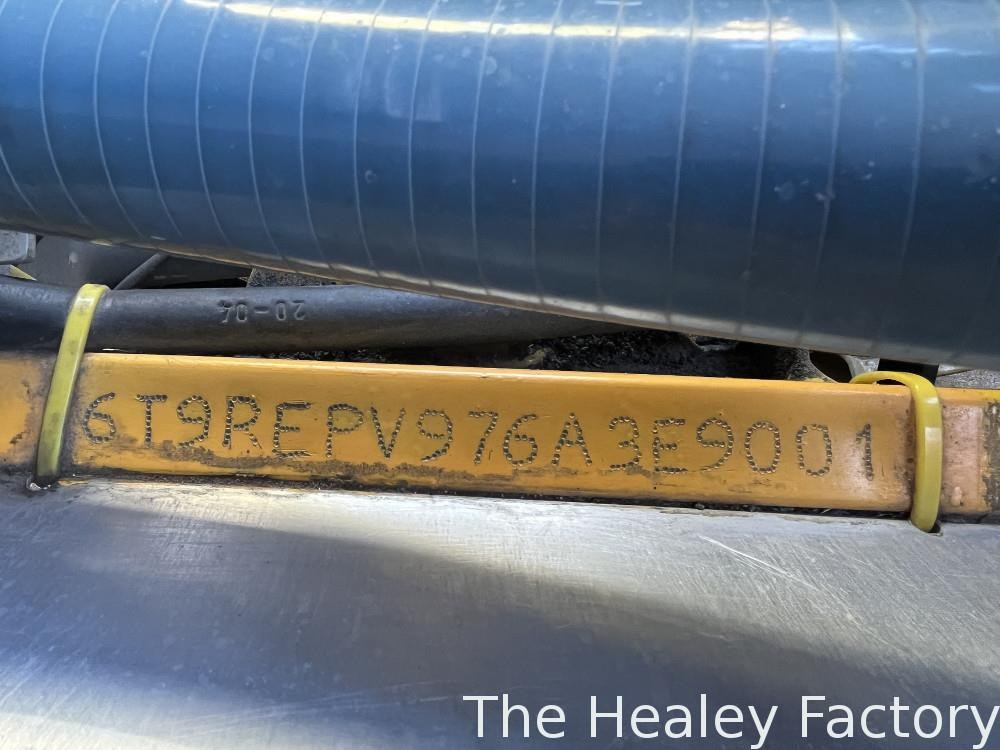 20-04
6T9REPV976A3E9001
The Healey Factory